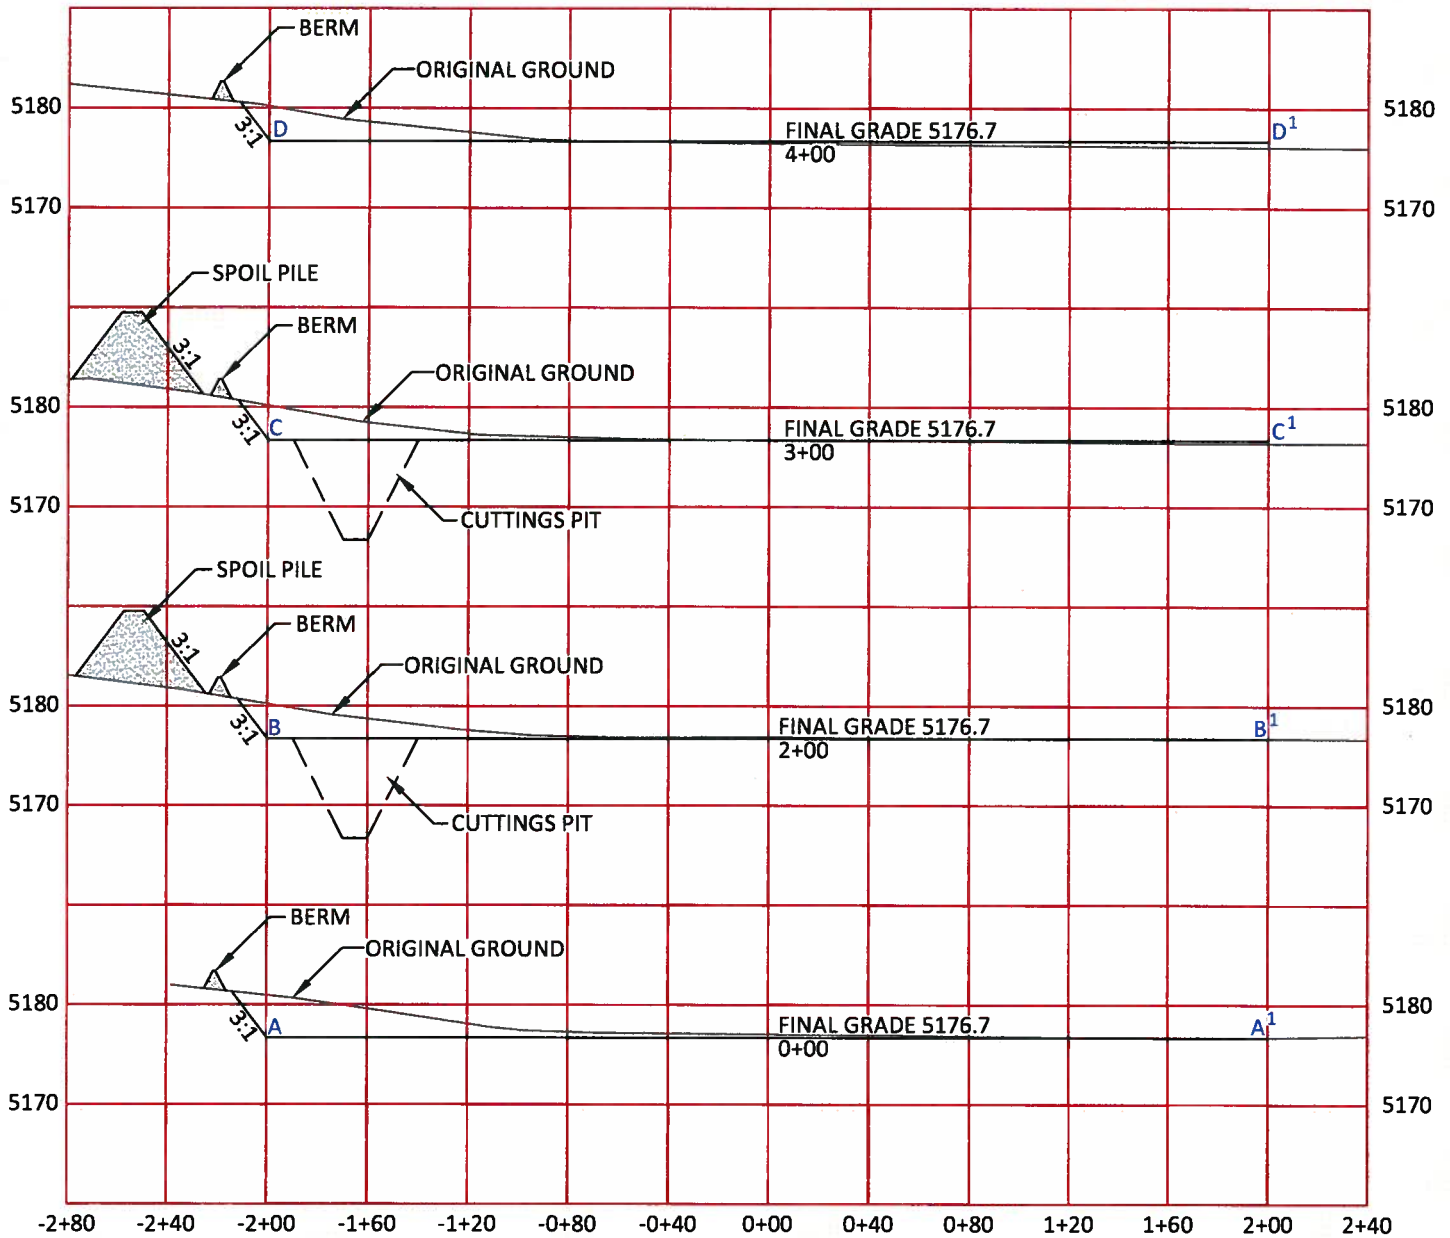 BERM
ORIGINAL GROUND
5180
5180
3:1
D
FINAL GRADE 5176.7
D¹
4+00
5170
5170
SPOIL PILE
BERM
3:1
ORIGINAL GROUND
5180
5180
3:1
C
FINAL GRADE 5176.7
C¹
3+00
5170
5170
CUTTINGS PIT
SPOIL PILE
BERM
3:1
ORIGINAL GROUND
5180
5180
3:1
B
FINAL GRADE 5176.7
B¹
2+00
5170
5170
CUTTINGS PIT
BERM
ORIGINAL GROUND
5180
5180
3:1
A
FINAL GRADE 5176.7
A¹
0+00
5170
5170
-2+80 -2+40 -2+00 -1+60 -1+20 -0+80 -0+40 0+00 0+40 0+80 1+20 1+60 2+00 2+40